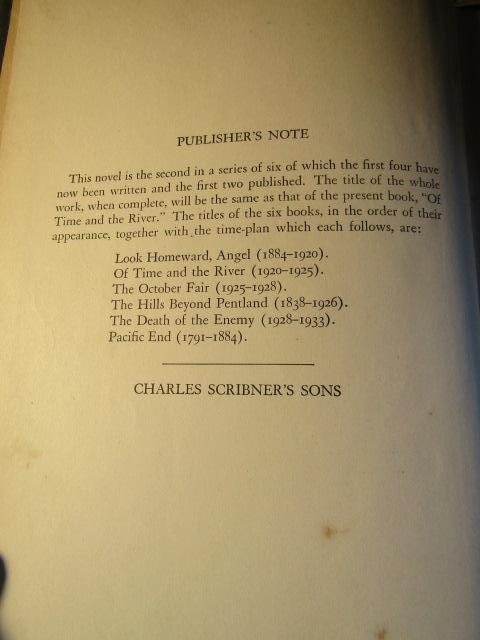 PUBLISHER'S NOTE
This novel is the second in a series of six of which the first four have
now been written and the first two published. The title of the whole
work, when complete, will be the same as that of the present book, "Of
Time and the River." The titles of the six books, in the order of their
appearance, together with the time-plan which each follows, are:
Look Homeward, Angel (1884–1920).
Of Time and the River (1920–1925).
The October Fair (1925–1928).
The Hills Beyond Pentland (1838–1926).
The Death of the Enemy (1928–1933).
Pacific End (1791–1884).
CHARLES SCRIBNER'S SONS